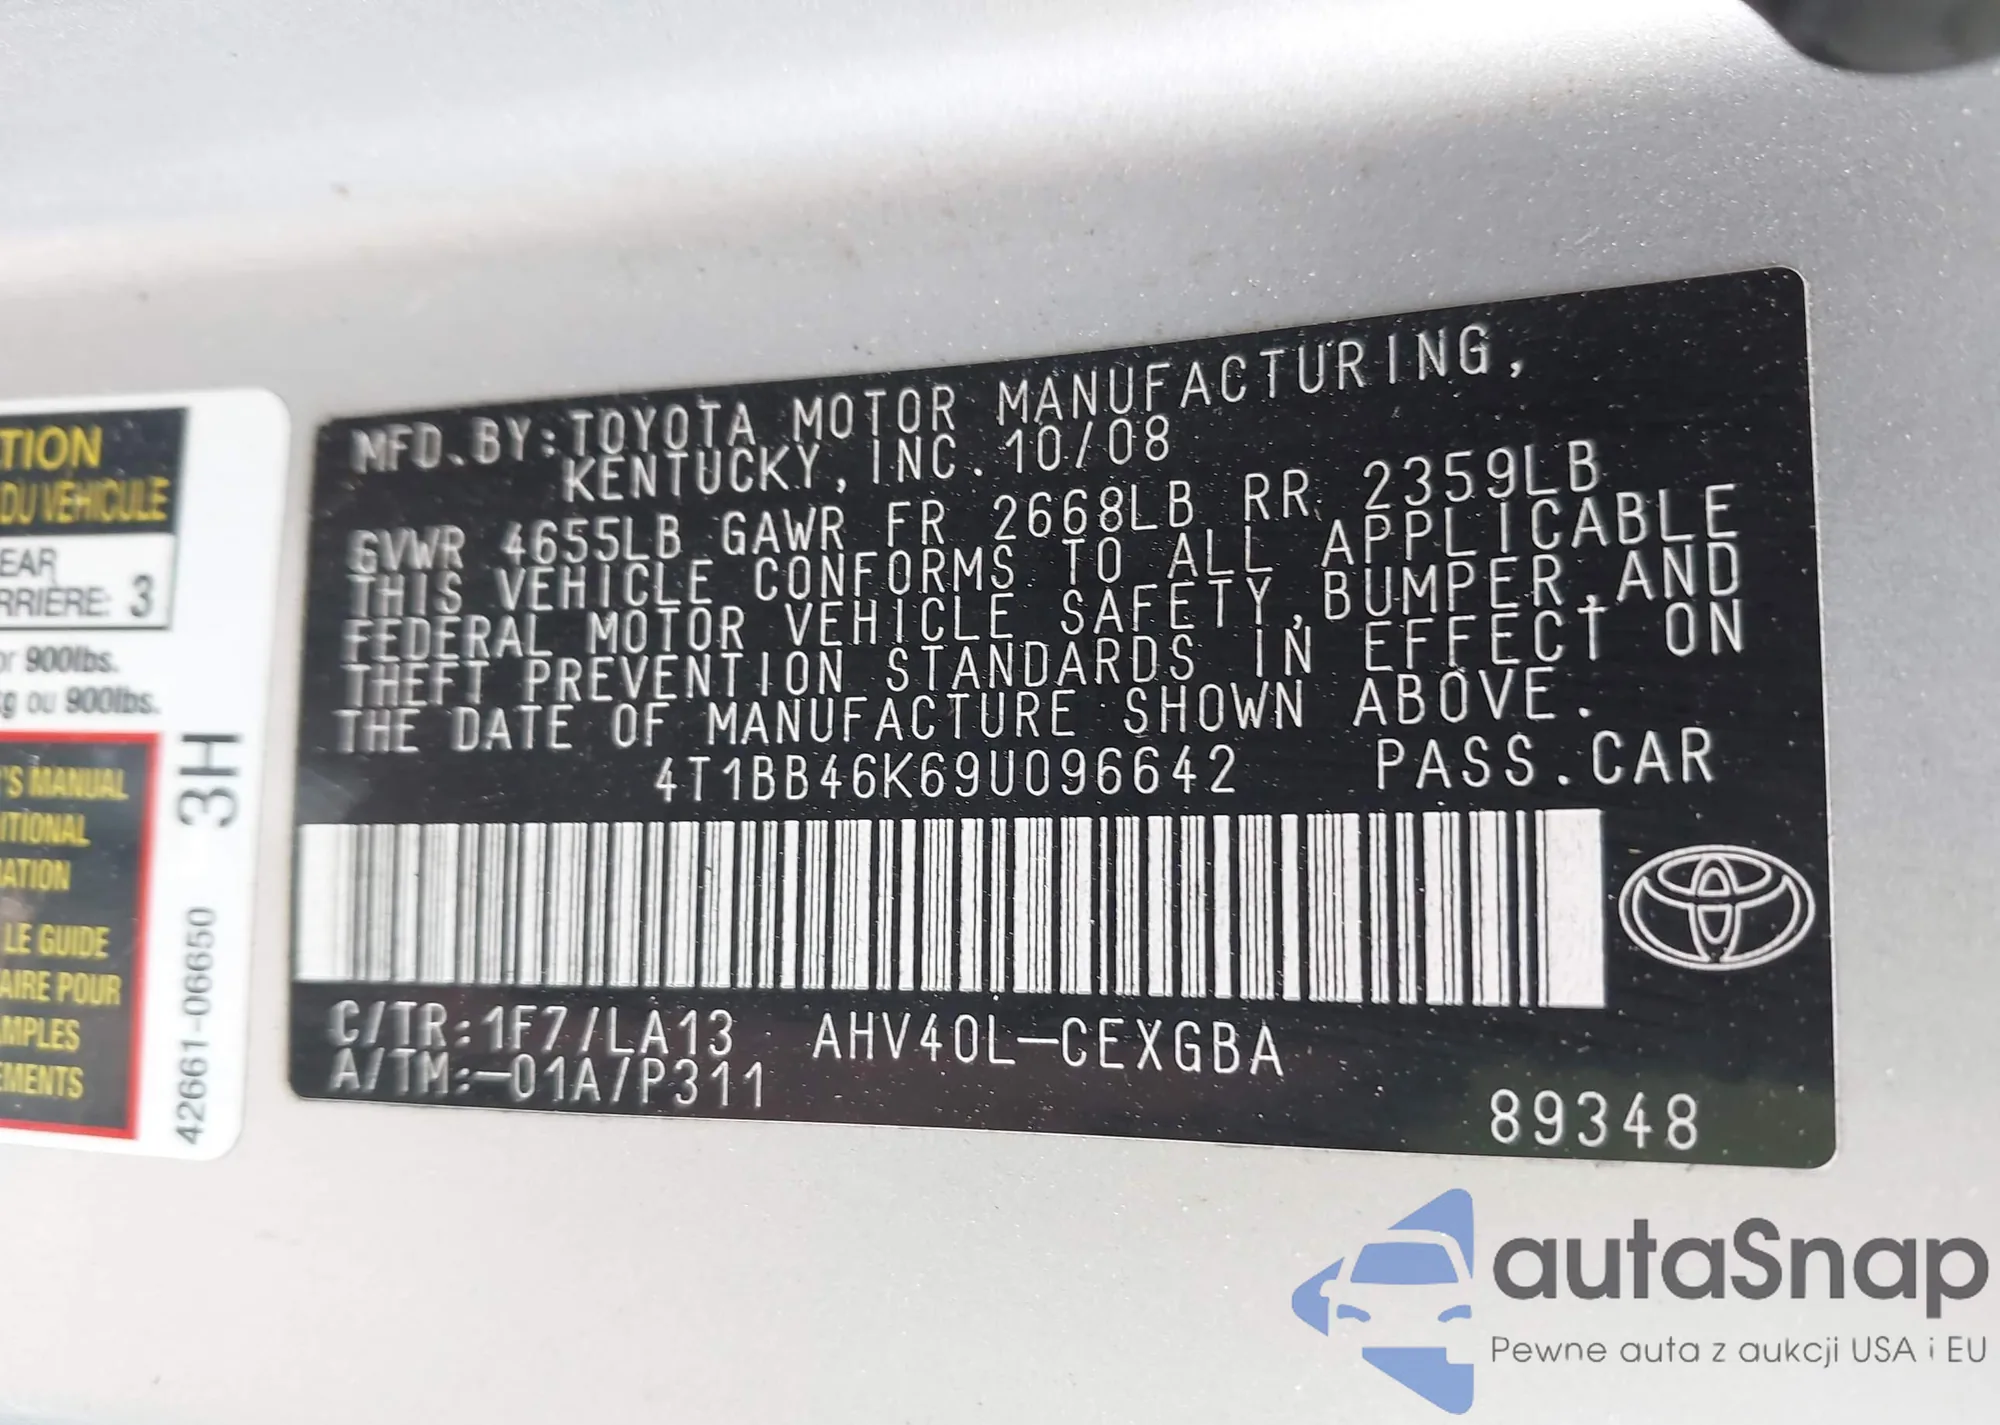 TION
DU VÉHICULE
EAR
RRIÈRE: 3
or 900lbs.
kg ou 900lbs.
'S MANUAL
ITIONAL
MATION
LE GUIDE
AIRE POUR
MPLES
EMENTS
3H
42661-06650
MFD.BY:TOYOTA MOTOR MANUFACTURING,
KENTUCKY, INC. 10/08
GVWR 4655LB GAWR FR 2668LB RR 2359LB
THIS VEHICLE CONFORMS TO ALL APPLICABLE
FEDERAL MOTOR VEHICLE SAFETY,BUMPER,AND
THEFT PREVENTION STANDARDS IN EFFECT ON
THE DATE OF MANUFACTURE SHOWN ABOVE.
4T1BB46K69U096642 PASS.CAR
C/TR:1F7/LA13 AHV40L-CEXGBA
A/TM:-01A/P311
89348
autaSnap
Pewne auta z aukcji USA i EU